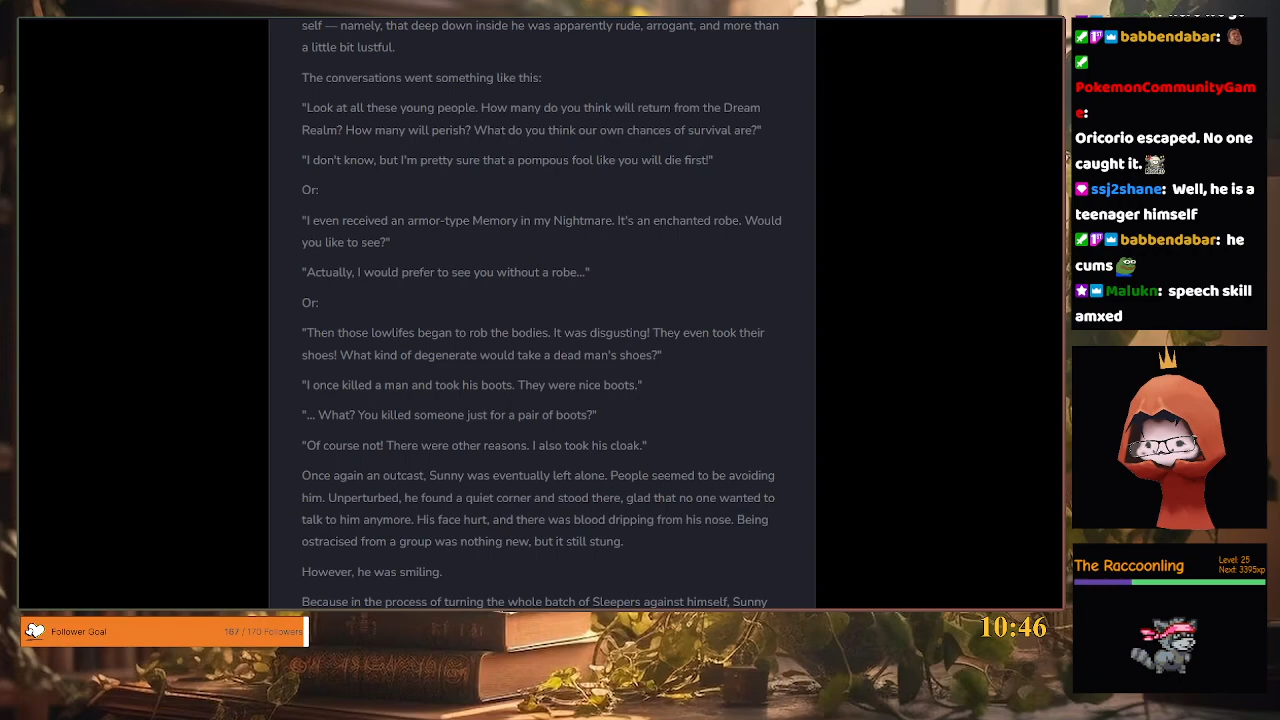 self — namely, that deep down inside he was apparently rude, arrogant, and more than
a little bit lustful.
The conversations went something like this:
"Look at all these young people. How many do you think will return from the Dream
Realm? How many will perish? What do you think our own chances of survival are?"
"I don't know, but I'm pretty sure that a pompous fool like you will die first!"
Or:
"I even received an armor-type Memory in my Nightmare. It's an enchanted robe. Would
you like to see?"
"Actually, I would prefer to see you without a robe..."
Or:
"Then those lowlifes began to rob the bodies. It was disgusting! They even took their
shoes! What kind of degenerate would take a dead man's shoes?"
"I once killed a man and took his boots. They were nice boots."
"... What? You killed someone just for a pair of boots?"
"Of course not! There were other reasons. I also took his cloak."
Once again an outcast, Sunny was eventually left alone. People seemed to be avoiding
him. Unperturbed, he found a quiet corner and stood there, glad that no one wanted to
talk to him anymore. His face hurt, and there was blood dripping from his nose. Being
ostracised from a group was nothing new, but it still stung.
However, he was smiling.
Because in the process of turning the whole batch of Sleepers against himself, Sunny
babbendabar:
PokemonCommunityGam
e:
Oricorio escaped. No one
caught it.
ssj2shane: Well, he is a
teenager himself
babbendabar: he
cums
Malukn: speech skill
amxed
The Raccoonling
Level: 25
Next: 3395xp
Follower Goal
167 / 170 Followers
10:46